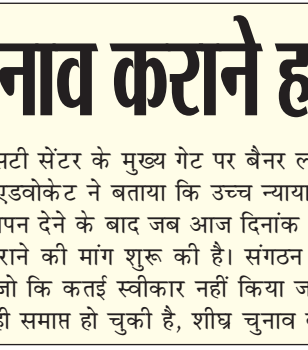 नाव कराने ह
सटी सेंटर के मुख्य गेट पर बैनर ल
एडवोकेट ने बताया कि उच्च न्याया
ापन देने के बाद जब आज दिनांक
राने की मांग शुरू की है। संगठन
जो कि कतई स्वीकार नहीं किया ज
ही समाप्त हो चुकी है, शीघ्र चुनाव